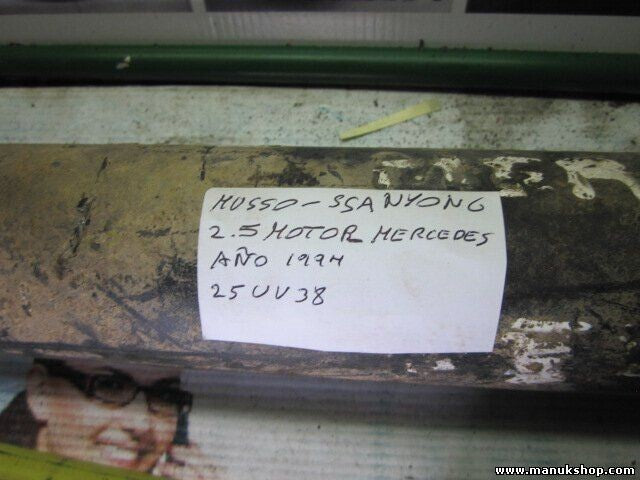 MUSSO - SSANYONG
2.5 MOTOR MERCEDES
AÑO 1994
25UV38
www.manukshop.com